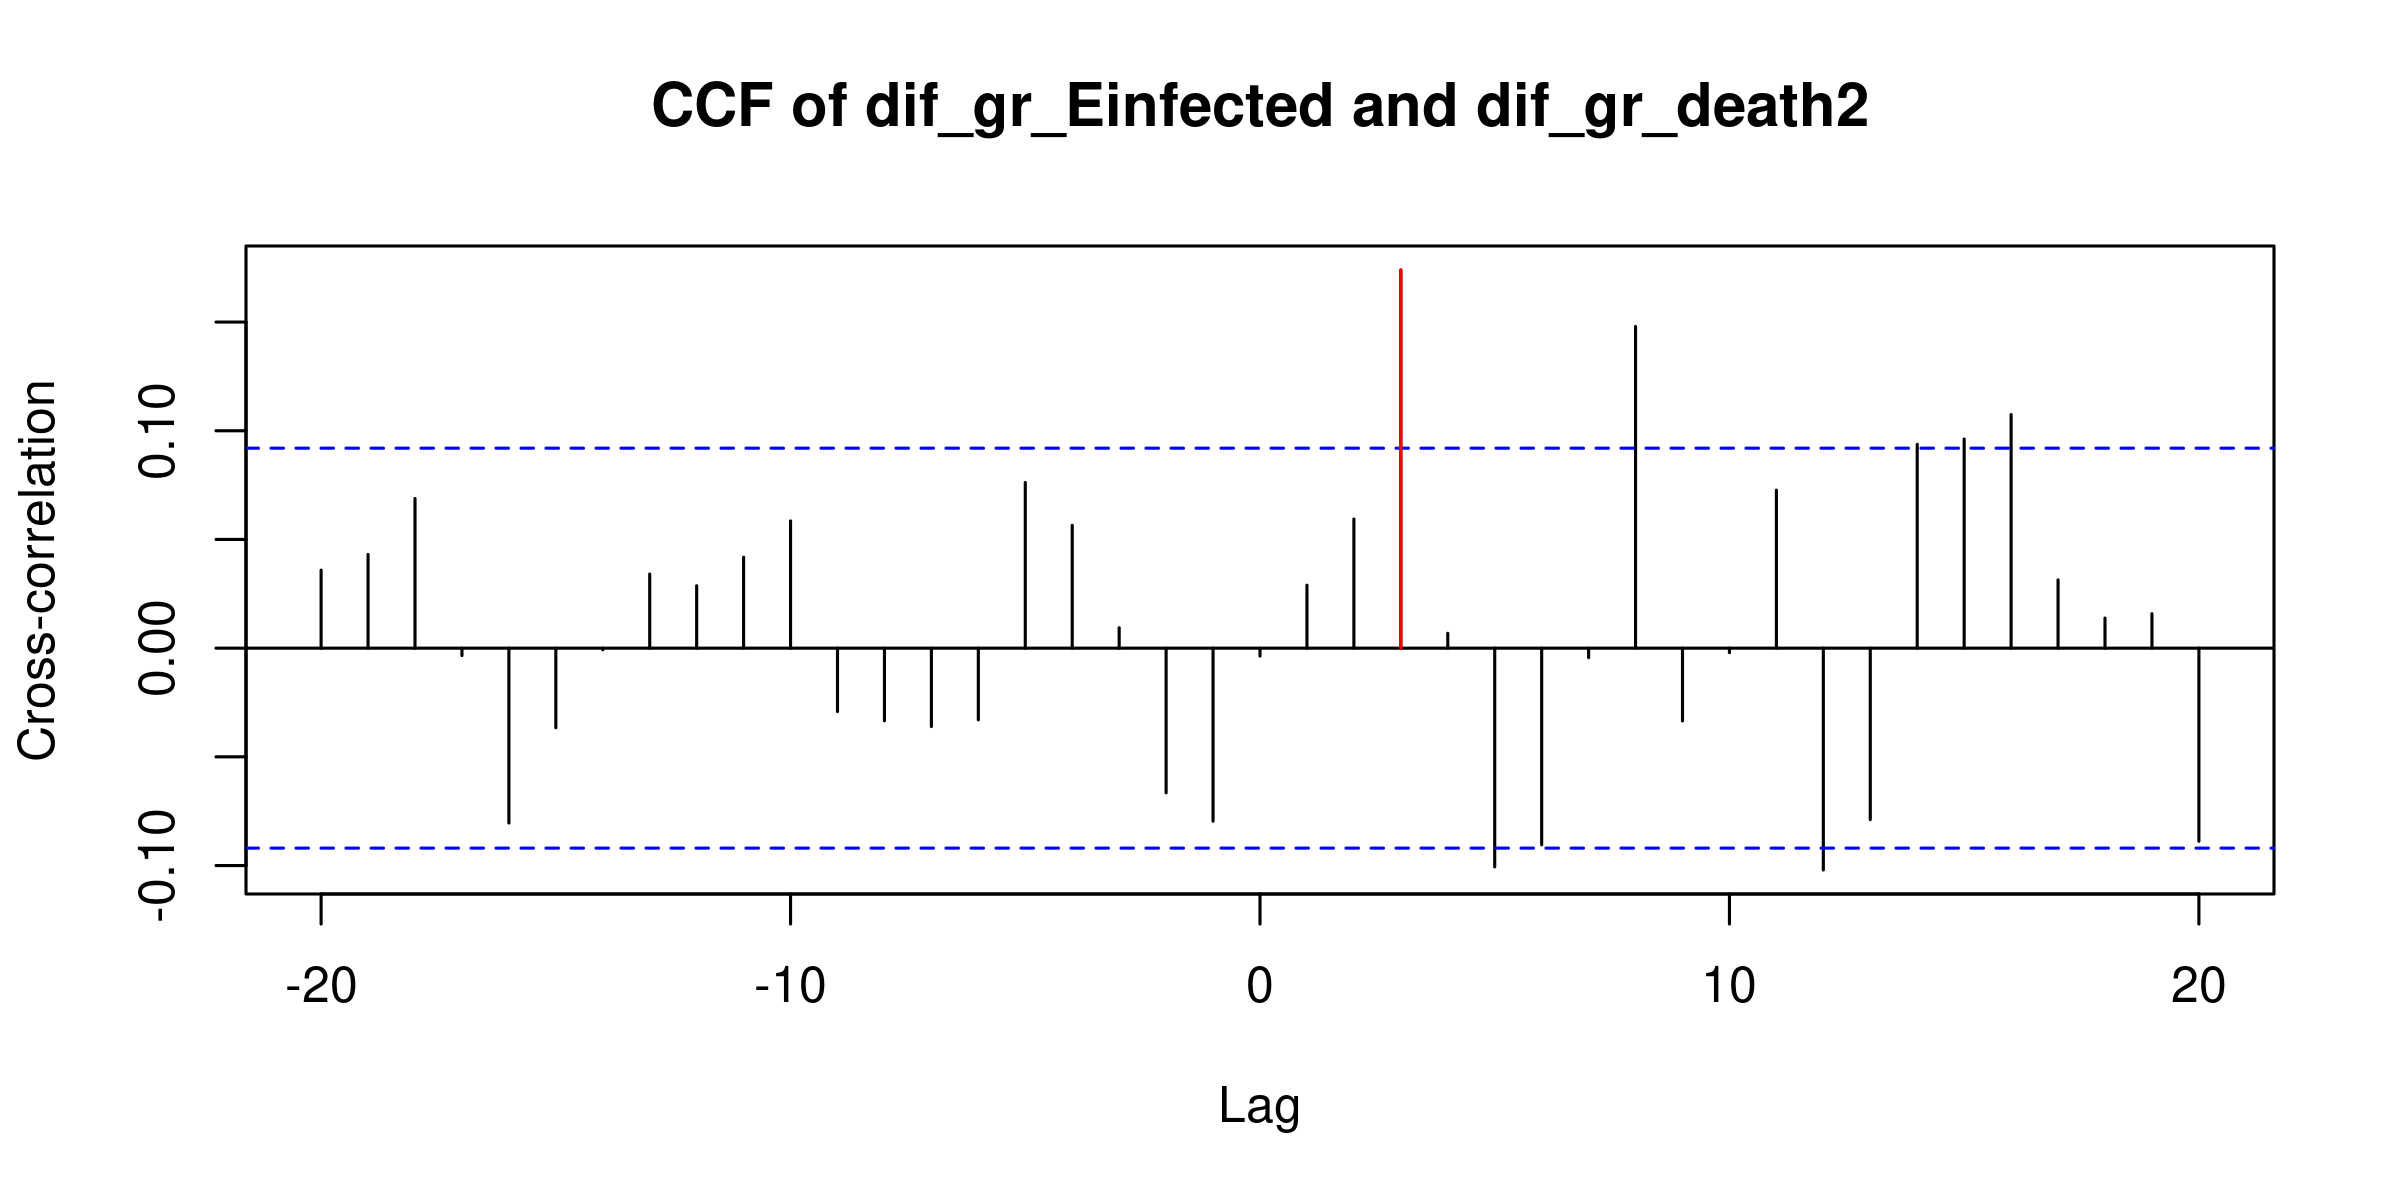 CCF of dif_gr_Einfected and dif_gr_death2
Cross-correlation
0.10
0.00
-0.10
-20 -10 0 10 20
Lag